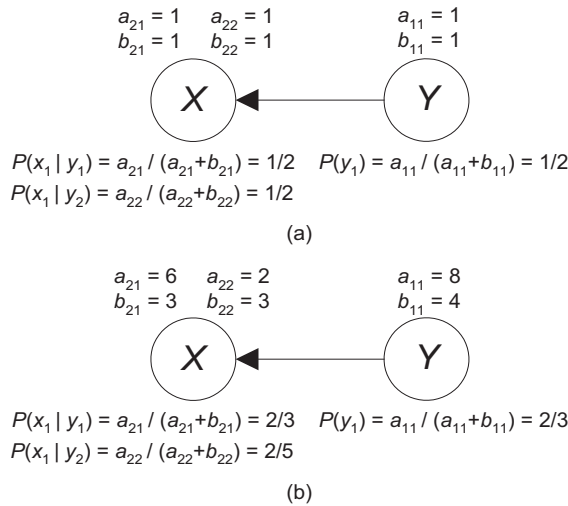 a₂₁ = 1 a₂₂ = 1 a₁₁ = 1
b₂₁ = 1 b₂₂ = 1 b₁₁ = 1
X Y
P(x₁ | y₁) = a₂₁ / (a₂₁+b₂₁) = 1/2 P(y₁) = a₁₁ / (a₁₁+b₁₁) = 1/2
P(x₁ | y₂) = a₂₂ / (a₂₂+b₂₂) = 1/2
(a)
a₂₁ = 6 a₂₂ = 2 a₁₁ = 8
b₂₁ = 3 b₂₂ = 3 b₁₁ = 4
X Y
P(x₁ | y₁) = a₂₁ / (a₂₁+b₂₁) = 2/3 P(y₁) = a₁₁ / (a₁₁+b₁₁) = 2/3
P(x₁ | y₂) = a₂₂ / (a₂₂+b₂₂) = 2/5
(b)